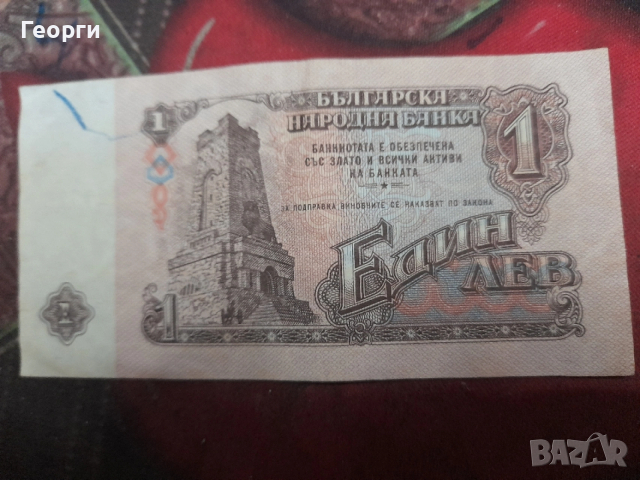 Георги
1
БЪЛГАРСКА
НАРОДНА БАНКА
1
БАНКНОТАТА Е ОБЕЗПЕЧЕНА
СЪС ЗЛАТО И ВСИЧКИ АКТИВИ
НА БАНКАТА
ЗА ПОДПРАВКА ВИНОВНИТЕ СЕ НАКАЗВАТ ПО ЗАКОНА
ЕДИН
ЛЕВ
1
1
BAZAR